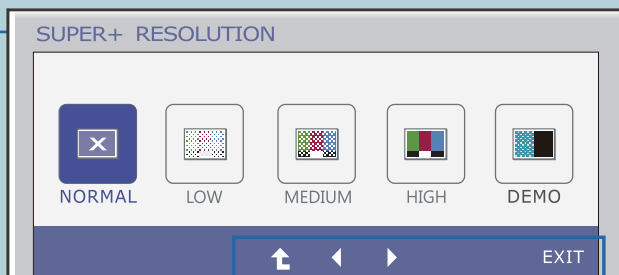 SUPER+ RESOLUTION
NORMAL LOW MEDIUM HIGH DEMO
EXIT